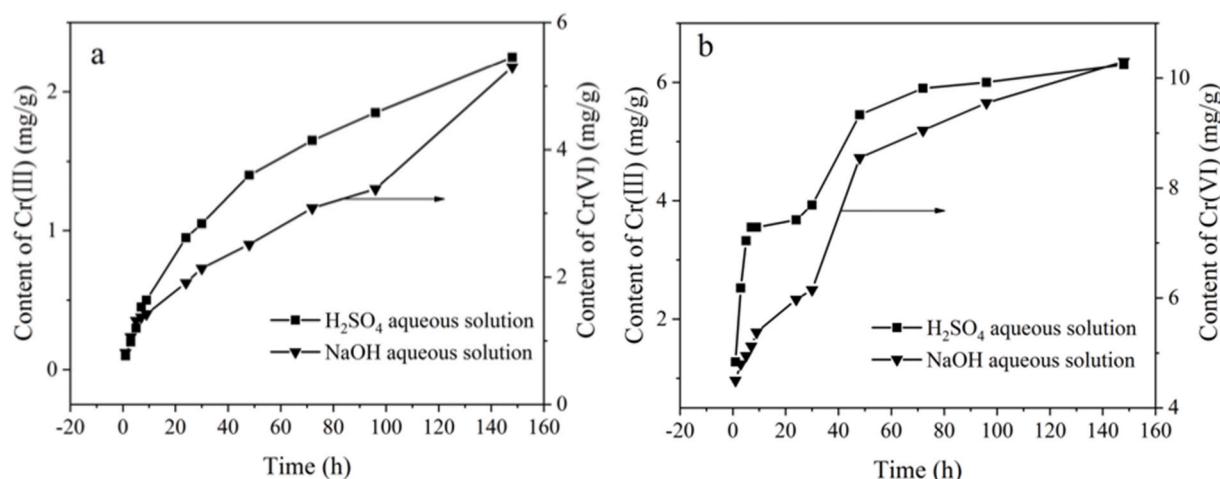 a
Content of Cr(III) (mg/g)
2
1
0
Content of Cr(VI) (mg/g)
6
4
2
0
H₂SO₄ aqueous solution
NaOH aqueous solution
-20 0 20 40 60 80 100 120 140 160
Time (h)
b
Content of Cr(III) (mg/g)
6
4
2
Content of Cr(VI) (mg/g)
10
8
6
4
H₂SO₄ aqueous solution
NaOH aqueous solution
-20 0 20 40 60 80 100 120 140 160
Time (h)